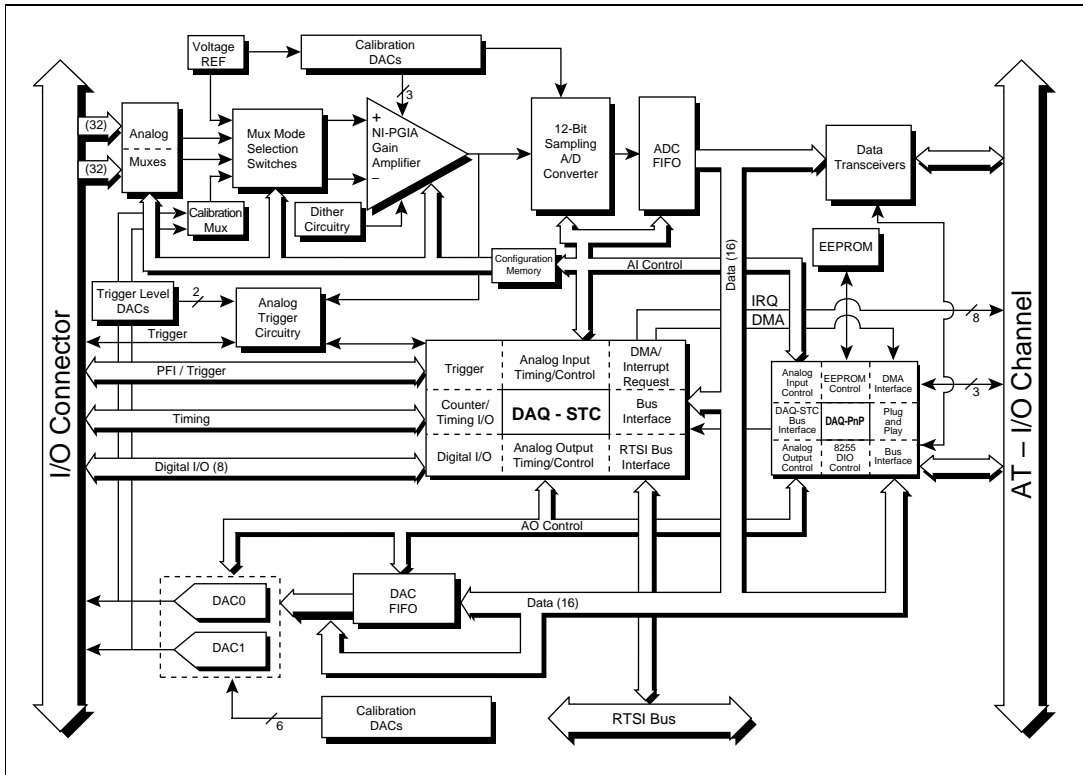 Voltage
REF
Calibration
DACs
3
(32)
(32)
Analog
Muxes
Mux Mode
Selection
Switches
+
NI-PGIA
Gain
Amplifier
–
12-Bit
Sampling
A/D
Converter
ADC
FIFO
Data
Transceivers
Calibration
Mux
Dither
Circuitry
Configuration
Memory
AI Control
Data (16)
EEPROM
Trigger Level
DACs
2
Analog
Trigger
Circuitry
Trigger
IRQ
DMA
8
PFI / Trigger
Timing
Digital I/O (8)
Trigger
Analog Input
Timing/Control
DMA/
Interrupt
Request
Counter/
Timing I/O
DAQ - STC
Bus
Interface
Digital I/O
Analog Output
Timing/Control
RTSI Bus
Interface
Analog
Input
Control
EEPROM
Control
DMA
Interface
DAQ-STC
Bus
Interface
DAQ-PnP
Plug
and
Play
Analog
Output
Control
8255
DIO
Control
Bus
Interface
3
I/O Connector
AT – I/O Channel
AO Control
DAC0
DAC1
DAC
FIFO
Data (16)
6
Calibration
DACs
RTSI Bus